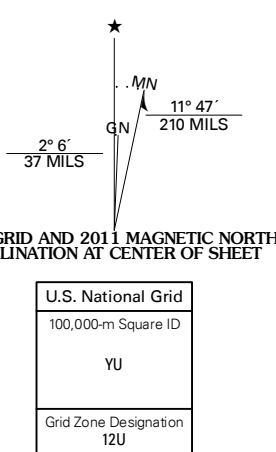 ★
MN
GN
11° 47´
210 MILS
2° 6´
37 MILS
GRID AND 2011 MAGNETIC NORTH
LINATION AT CENTER OF SHEET
U.S. National Grid
100,000-m Square ID
YU
Grid Zone Designation
12U